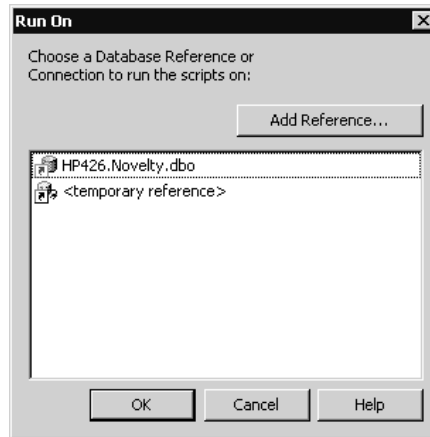 Run On
Choose a Database Reference or
Connection to run the scripts on:
Add Reference...
HP426.Novelty.dbo
<temporary reference>
OK Cancel Help